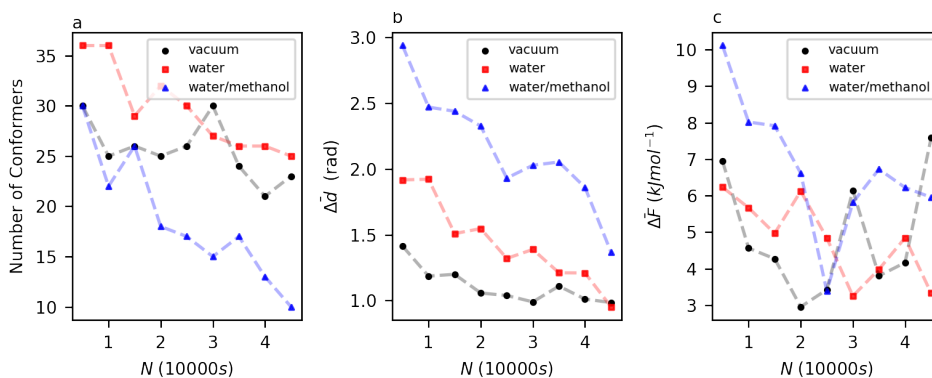 a
Number of Conformers
35
30
25
20
15
10
vacuum
water
water/methanol
1
2
3
4
N (10000s)
b
Δd̄ (rad)
3.0
2.5
2.0
1.5
1.0
vacuum
water
water/methanol
1
2
3
4
N (10000s)
c
ΔF̄ (kJmol⁻¹)
10
9
8
7
6
5
4
3
vacuum
water
water/methanol
1
2
3
4
N (10000s)